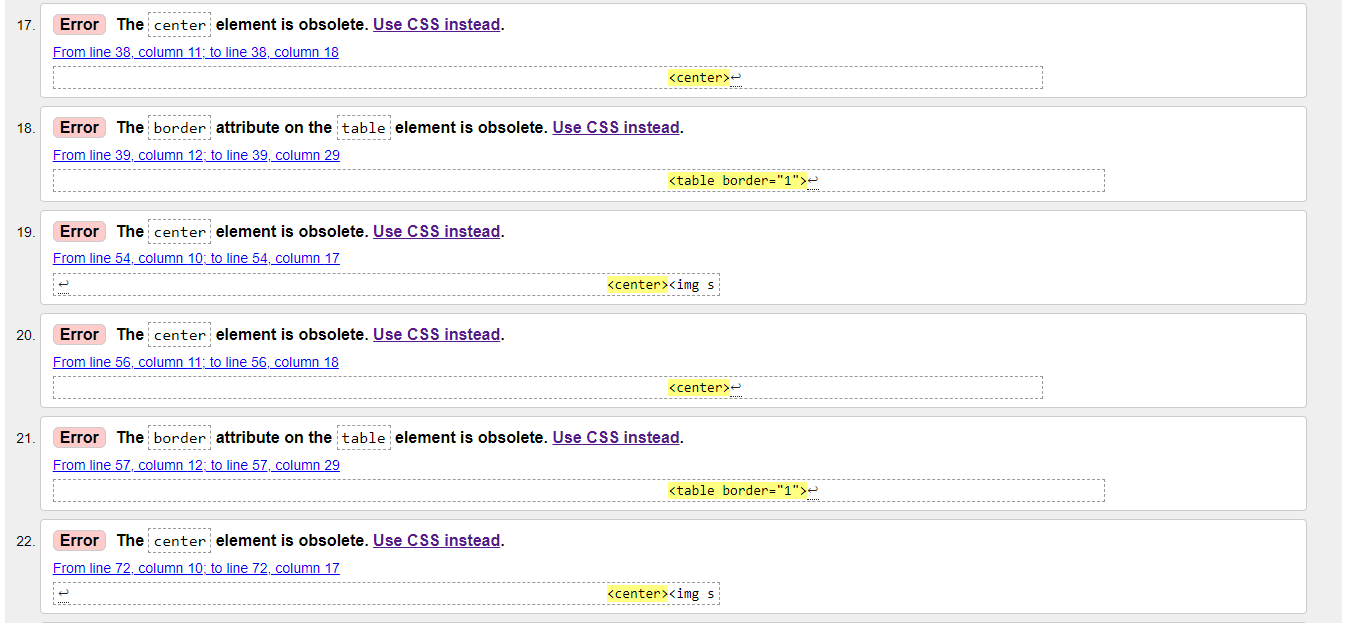 17. Error The center element is obsolete. Use CSS instead.
From line 38, column 11; to line 38, column 18
<center>↩
18. Error The border attribute on the table element is obsolete. Use CSS instead.
From line 39, column 12; to line 39, column 29
<table border="1">↩
19. Error The center element is obsolete. Use CSS instead.
From line 54, column 10; to line 54, column 17
↩ <center><img s
20. Error The center element is obsolete. Use CSS instead.
From line 56, column 11; to line 56, column 18
<center>↩
21. Error The border attribute on the table element is obsolete. Use CSS instead.
From line 57, column 12; to line 57, column 29
<table border="1">↩
22. Error The center element is obsolete. Use CSS instead.
From line 72, column 10; to line 72, column 17
↩ <center><img s